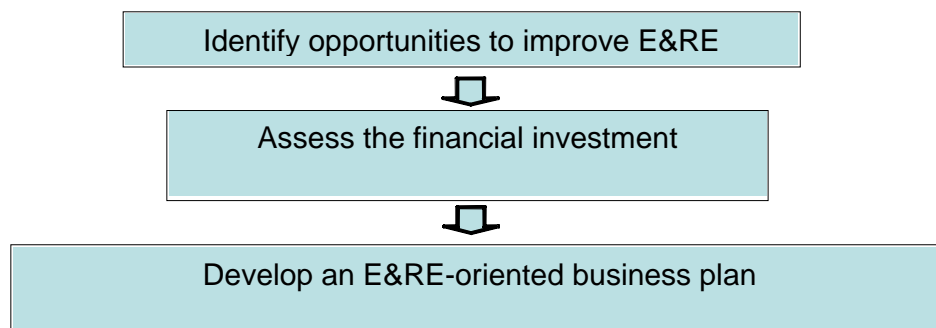 Identify opportunities to improve E&RE
Assess the financial investment
Develop an E&RE-oriented business plan